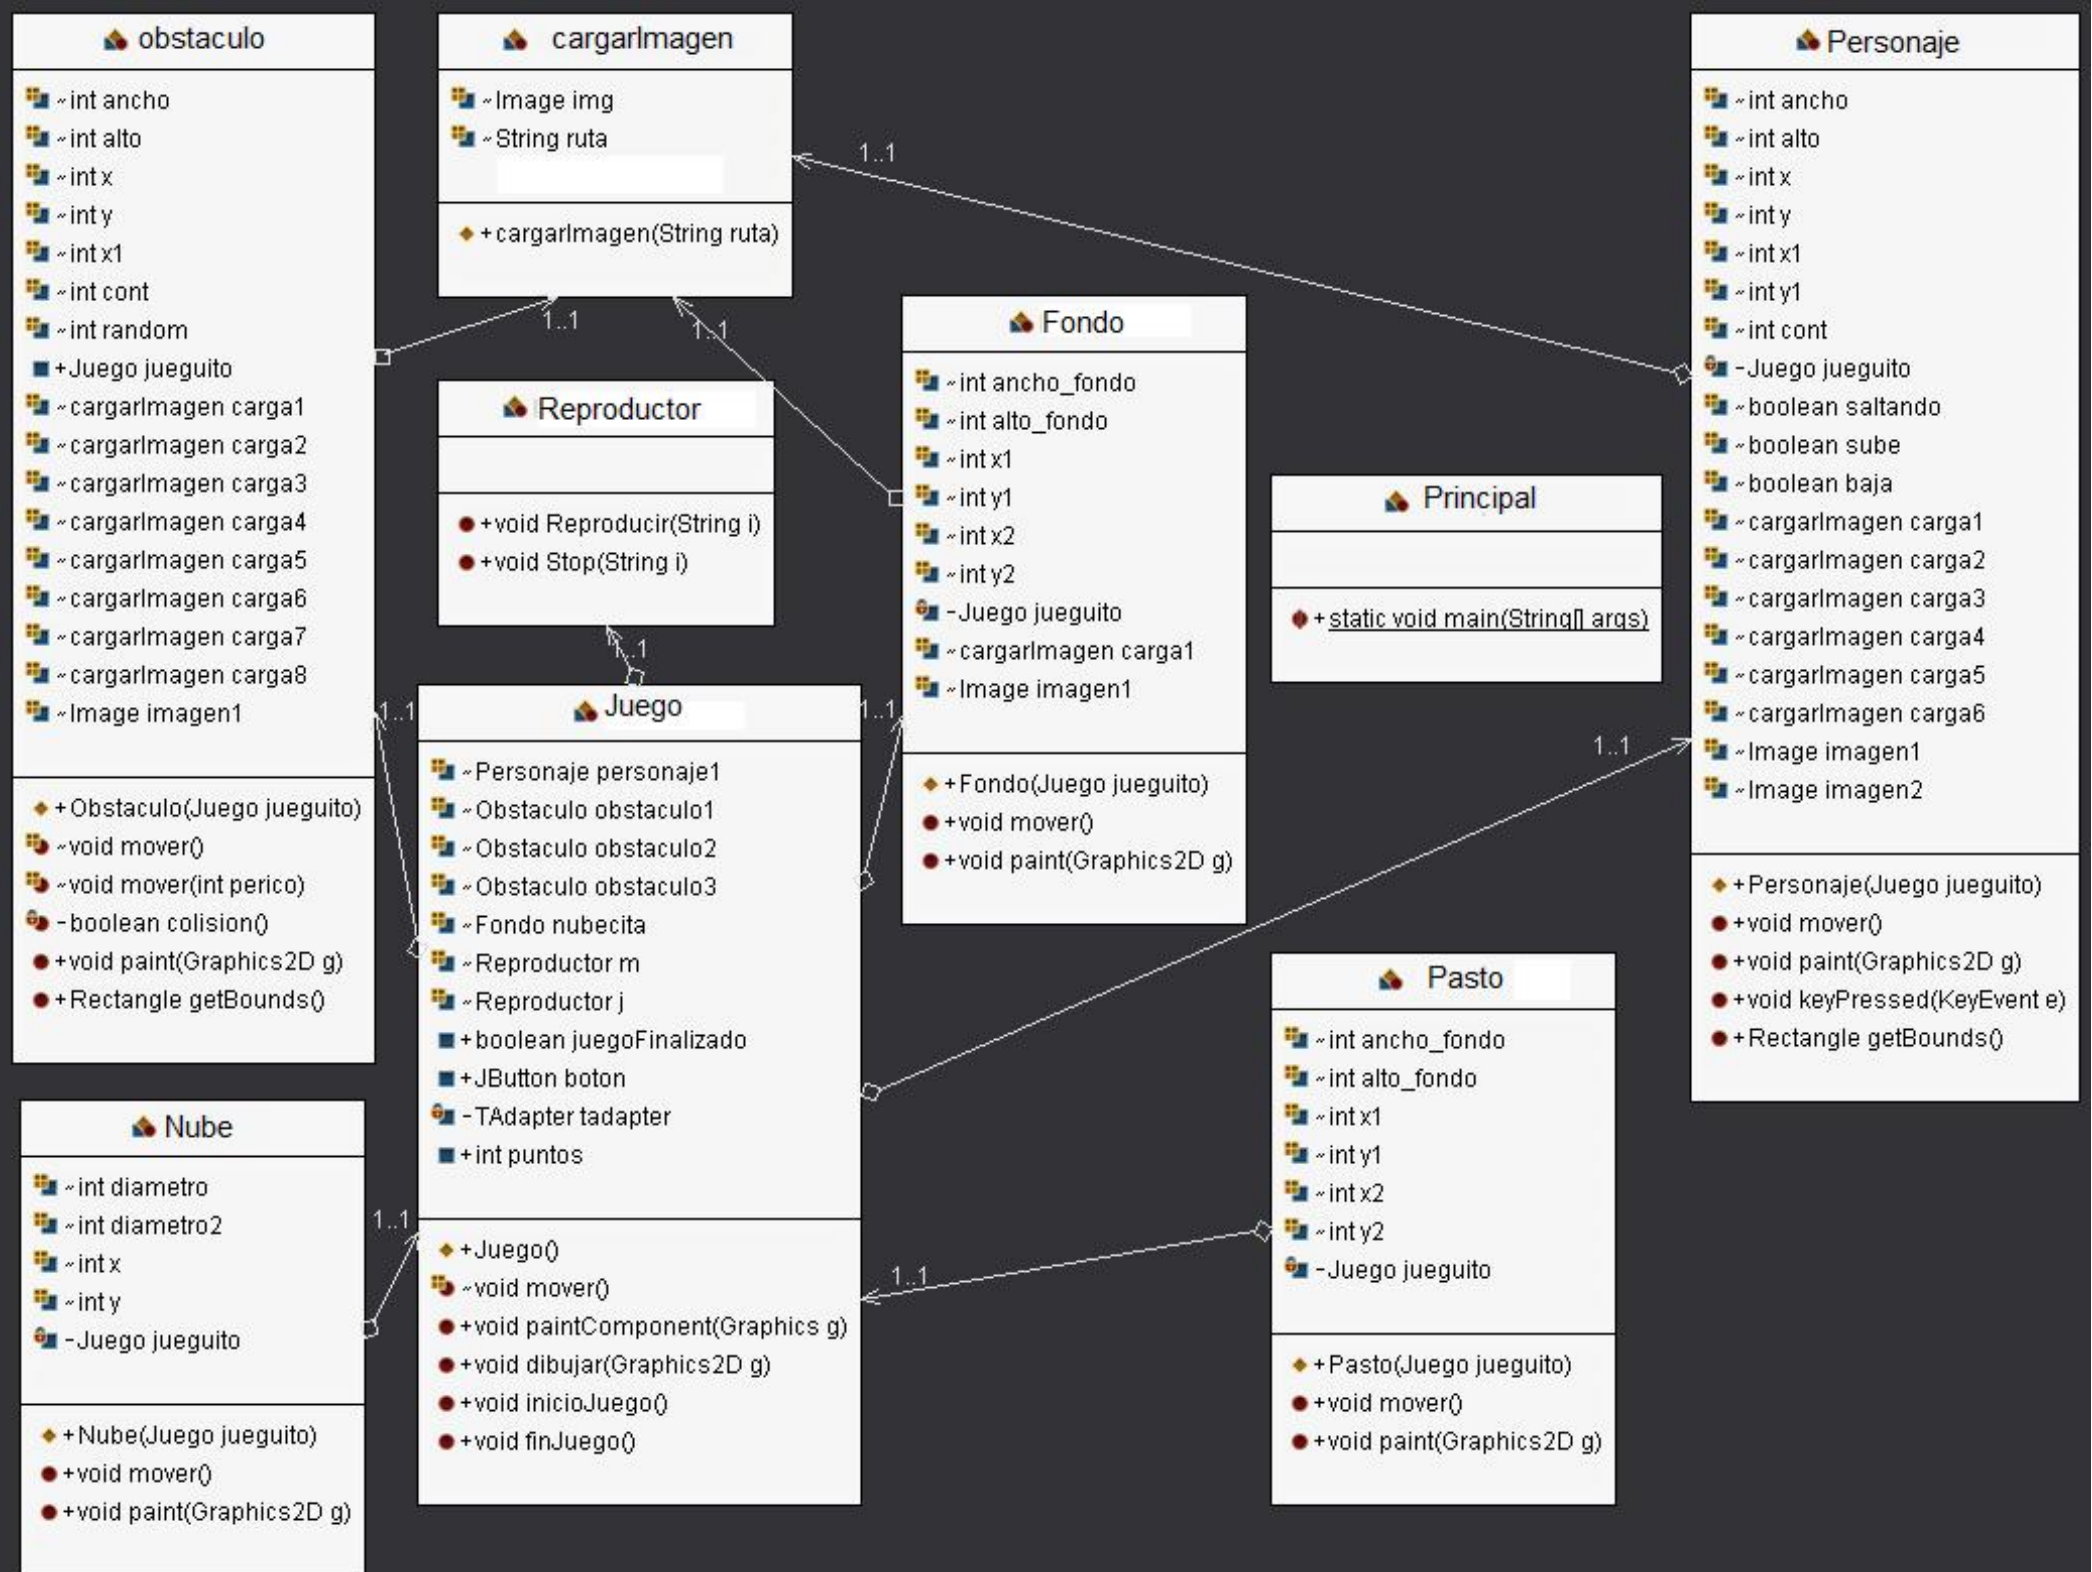 obstaculo
~int ancho
~int alto
~int x
~int y
~int x1
~int cont
~int random
+Juego jueguito
~cargarImagen carga1
~cargarImagen carga2
~cargarImagen carga3
~cargarImagen carga4
~cargarImagen carga5
~cargarImagen carga6
~cargarImagen carga7
~cargarImagen carga8
~Image imagen1
+Obstaculo(Juego jueguito)
~void mover()
~void mover(int perico)
-boolean colision()
+void paint(Graphics2D g)
+Rectangle getBounds()
cargarImagen
~Image img
~String ruta
+cargarImagen(String ruta)
1..1
1..1
1..1
Reproductor
+void Reproducir(String i)
+void Stop(String i)
1..1
Fondo
~int ancho_fondo
~int alto_fondo
~int x1
~int y1
~int x2
~int y2
-Juego jueguito
~cargarImagen carga1
~Image imagen1
+Fondo(Juego jueguito)
+void mover()
+void paint(Graphics2D g)
Principal
+static void main(String[] args)
Personaje
~int ancho
~int alto
~int x
~int y
~int x1
~int y1
~int cont
-Juego jueguito
~boolean saltando
~boolean sube
~boolean baja
~cargarImagen carga1
~cargarImagen carga2
~cargarImagen carga3
~cargarImagen carga4
~cargarImagen carga5
~cargarImagen carga6
~Image imagen1
~Image imagen2
+Personaje(Juego jueguito)
+void mover()
+void paint(Graphics2D g)
+void keyPressed(KeyEvent e)
+Rectangle getBounds()
1..1
1..1
1..1
Juego
~Personaje personaje1
~Obstaculo obstaculo1
~Obstaculo obstaculo2
~Obstaculo obstaculo3
~Fondo nubecita
~Reproductor m
~Reproductor j
+boolean juegoFinalizado
+JButton boton
-TAdapter tadapter
+int puntos
+Juego()
~void mover()
+void paintComponent(Graphics g)
+void dibujar(Graphics2D g)
+void inicioJuego()
+void finJuego()
Nube
~int diametro
~int diametro2
~int x
~int y
-Juego jueguito
+Nube(Juego jueguito)
+void mover()
+void paint(Graphics2D g)
1..1
1..1
Pasto
~int ancho_fondo
~int alto_fondo
~int x1
~int y1
~int x2
~int y2
-Juego jueguito
+Pasto(Juego jueguito)
+void mover()
+void paint(Graphics2D g)